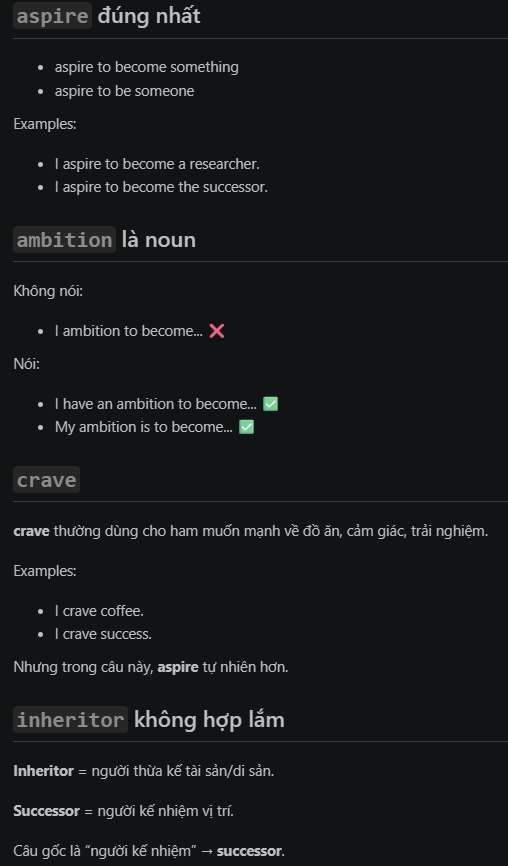 aspire đúng nhất
aspire to become something
aspire to be someone
Examples:
I aspire to become a researcher.
I aspire to become the successor.
ambition là noun
Không nói:
I ambition to become... ❌
Nói:
I have an ambition to become... ✅
My ambition is to become... ✅
crave
crave thường dùng cho ham muốn mạnh về đồ ăn, cảm giác, trải nghiệm.
Examples:
I crave coffee.
I crave success.
Nhưng trong câu này, aspire tự nhiên hơn.
inheritor không hợp lắm
Inheritor = người thừa kế tài sản/di sản.
Successor = người kế nhiệm vị trí.
Câu gốc là “người kế nhiệm” → successor.